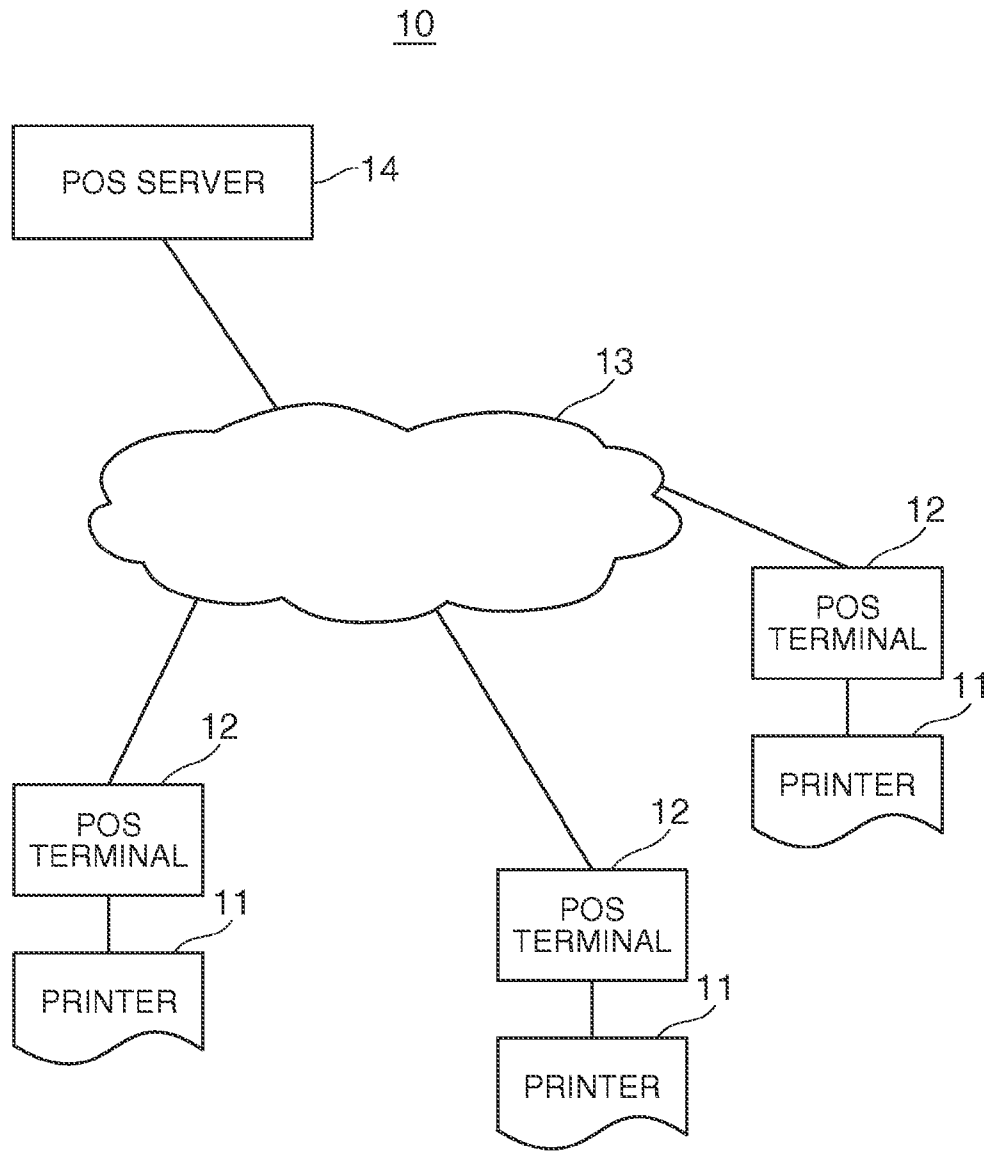 10
POS SERVER
14
13
12
POS
TERMINAL
11
PRINTER
12
POS
TERMINAL
11
PRINTER
12
POS
TERMINAL
11
PRINTER